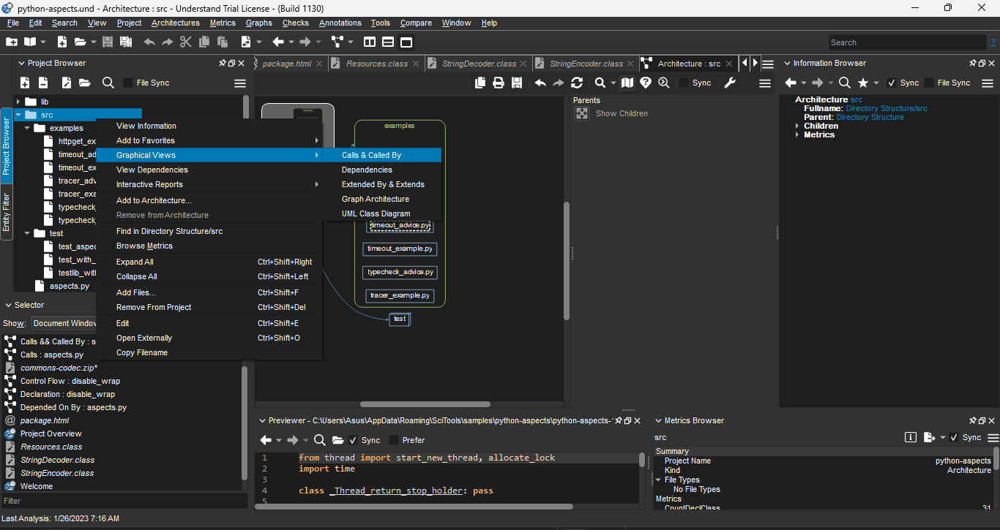 python-aspects.und - Architecture : src - Understand Trial License - (Build 1130)
File Edit Search View Project Architectures Metrics Graphs Checks Annotations Tools Compare Window Help
Search
?
Project Browser
File Sync
lib
src
examples
httpget_ex
timeout_ad
timeout_ex
tracer_adv
tracer_exa
typecheck_
typecheck_
test
test_aspec
test_with_
testlib_with
aspects.py
Project Browser
Entity Filter
View Information
Add to Favorites
Graphical Views
View Dependencies
Interactive Reports
Add to Architecture...
Remove from Architecture
Find in Directory Structure/src
Browse Metrics
Expand All Ctrl+Shift+Right
Collapse All Ctrl+Shift+Left
Add Files... Ctrl+Shift+F
Remove From Project Ctrl+Shift+Del
Edit Ctrl+Shift+E
Open Externally Ctrl+Shift+O
Copy Filename
Calls & Called By
Dependencies
Extended By & Extends
Graph Architecture
UML Class Diagram
package.html Resources.class StringDecoder.class StringEncoder.class Architecture : src
Sync
examples
timeout_advice.py
timeout_example.py
typecheck_advice.py
tracer_example.py
test
Parents
Show Children
Information Browser
Sync File Sync
Architecture src
Fullname: Directory Structure/src
Parent: Directory Structure
Children
Metrics
Selector
Show: Document Window
Calls && Called By : s
Calls : aspects.py
commons-codec.zip*
Control Flow : disable_wrap
Declaration : disable_wrap
Depended On By : aspects.py
package.html
Project Overview
Resources.class
StringDecoder.class
StringEncoder.class
Welcome
Filter
Previewer - C:\Users\Asus\AppData\Roaming\SciTools\samples\python-aspects\python-aspects-
Sync Prefer
1 from thread import start_new_thread, allocate_lock
2 import time
3
4 class _Thread_return_stop_holder: pass
5
Metrics Browser
src
Sync
Summary
Project Name python-aspects
Kind Architecture
File Types
No File Types
Metrics
CountDeclClass 31
Last Analysis: 1/26/2023 7:16 AM